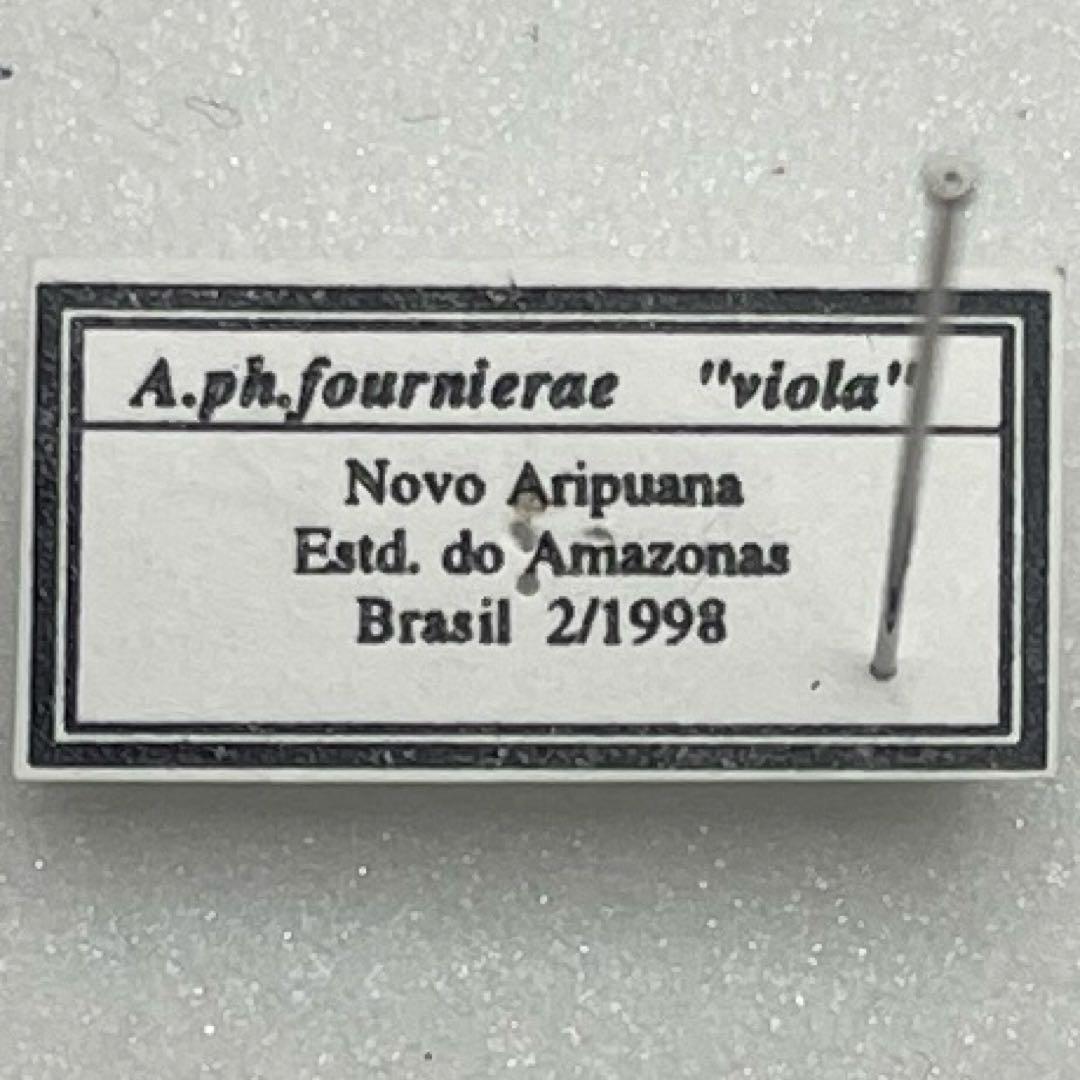 A.ph.fournierae "viola"
Novo Aripuana
Estd. do Amazonas
Brasil 2/1998